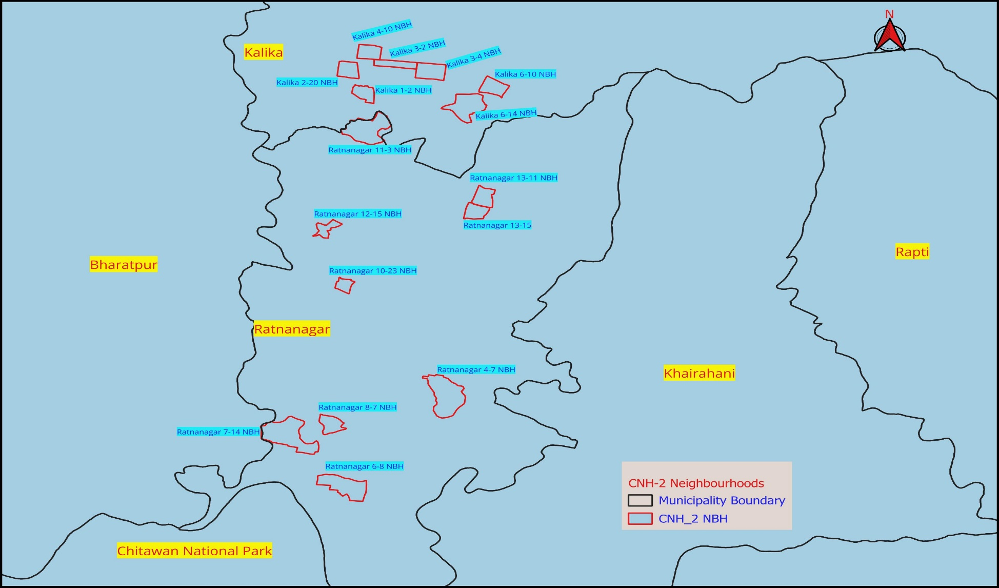 N
Kalika 4-10 NBH
Kalika 3-2 NBH
Kalika
Kalika 3-4 NBH
Kalika 6-10 NBH
Kalika 2-20 NBH
Kalika 1-2 NBH
Kalika 6-14 NBH
Ratnanagar 11-3 NBH
Ratnanagar 13-11 NBH
Ratnanagar 12-15 NBH
Ratnanagar 13-15
Rapti
Bharatpur
Ratnanagar 10-23 NBH
Ratnanagar
Ratnanagar 4-7 NBH
Khairahani
Ratnanagar 8-7 NBH
Ratnanagar 7-14 NBH
Ratnanagar 6-8 NBH
CNH-2 Neighbourhoods
Municipality Boundary
CNH_2 NBH
Chitawan National Park